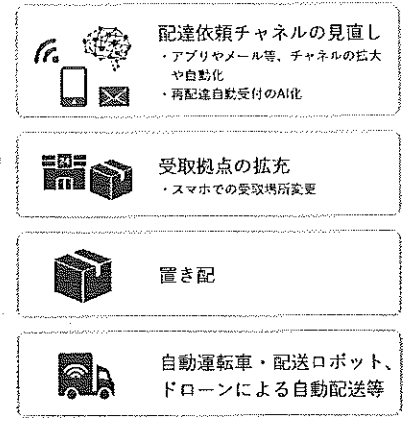 配達依頼チャネルの見直し
・アプリやメール等、チャネルの拡大
や自動化
・再配達自動受付のAI化
24
受取拠点の拡充
・スマホでの受取場所変更
置き配
自動運転車・配送ロボット、
ドローンによる自動配送等